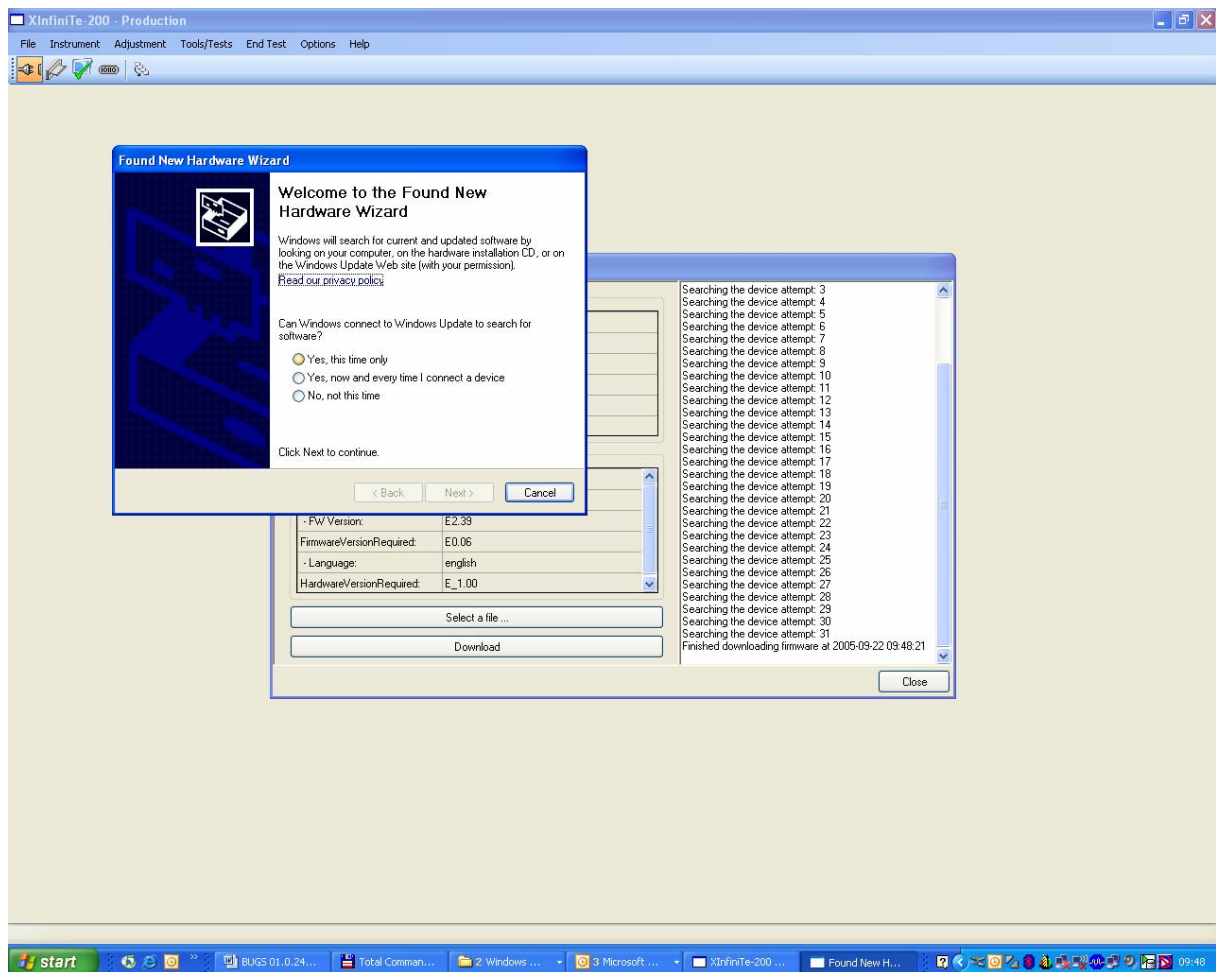 XInfiniTe-200 - Production
File Instrument Adjustment Tools/Tests End Test Options Help
Found New Hardware Wizard
Welcome to the Found New
Hardware Wizard
Windows will search for current and updated software by
looking on your computer, on the hardware installation CD, or on
the Windows Update Web site (with your permission).
Read our privacy policy
Can Windows connect to Windows Update to search for
software?
Yes, this time only
Yes, now and every time I connect a device
No, not this time
Click Next to continue.
< Back Next > Cancel
- FW Version: E2.39
FirmwareVersionRequired: E0.06
- Language: english
HardwareVersionRequired: E_1.00
Select a file ...
Download
Searching the device attempt: 3
Searching the device attempt: 4
Searching the device attempt: 5
Searching the device attempt: 6
Searching the device attempt: 7
Searching the device attempt: 8
Searching the device attempt: 9
Searching the device attempt: 10
Searching the device attempt: 11
Searching the device attempt: 12
Searching the device attempt: 13
Searching the device attempt: 14
Searching the device attempt: 15
Searching the device attempt: 16
Searching the device attempt: 17
Searching the device attempt: 18
Searching the device attempt: 19
Searching the device attempt: 20
Searching the device attempt: 21
Searching the device attempt: 22
Searching the device attempt: 23
Searching the device attempt: 24
Searching the device attempt: 25
Searching the device attempt: 26
Searching the device attempt: 27
Searching the device attempt: 28
Searching the device attempt: 29
Searching the device attempt: 30
Searching the device attempt: 31
Finished downloading firmware at 2005-09-22 09:48:21
Close
start BUGS 01.0.24... Total Comman... 2 Windows ... 3 Microsoft ... XInfiniTe-200 ... Found New H... 09:48